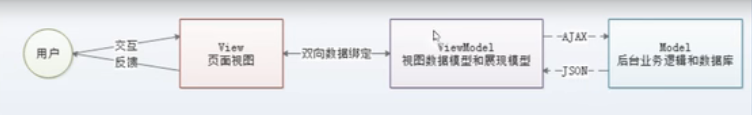 用户
交互
反馈
View
页面视图
双向数据绑定
ViewModel
视图数据模型和展现模型
AJAX
JSON
Model
后台业务逻辑和数据库